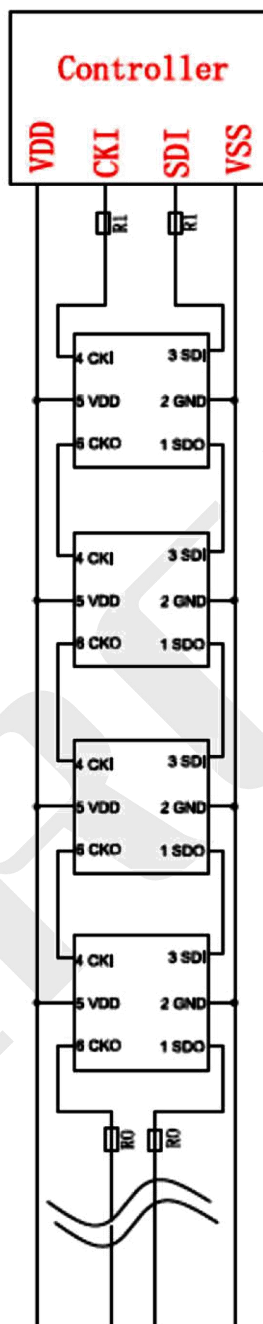 Controller
VDD CKI SDI VSS
R1 R1
4 CKI 3 SDI
5 VDD 2 GND
6 CKO 1 SDO
4 CKI 3 SDI
5 VDD 2 GND
6 CKO 1 SDO
4 CKI 3 SDI
5 VDD 2 GND
6 CKO 1 SDO
4 CKI 3 SDI
5 VDD 2 GND
6 CKO 1 SDO
R0 R0